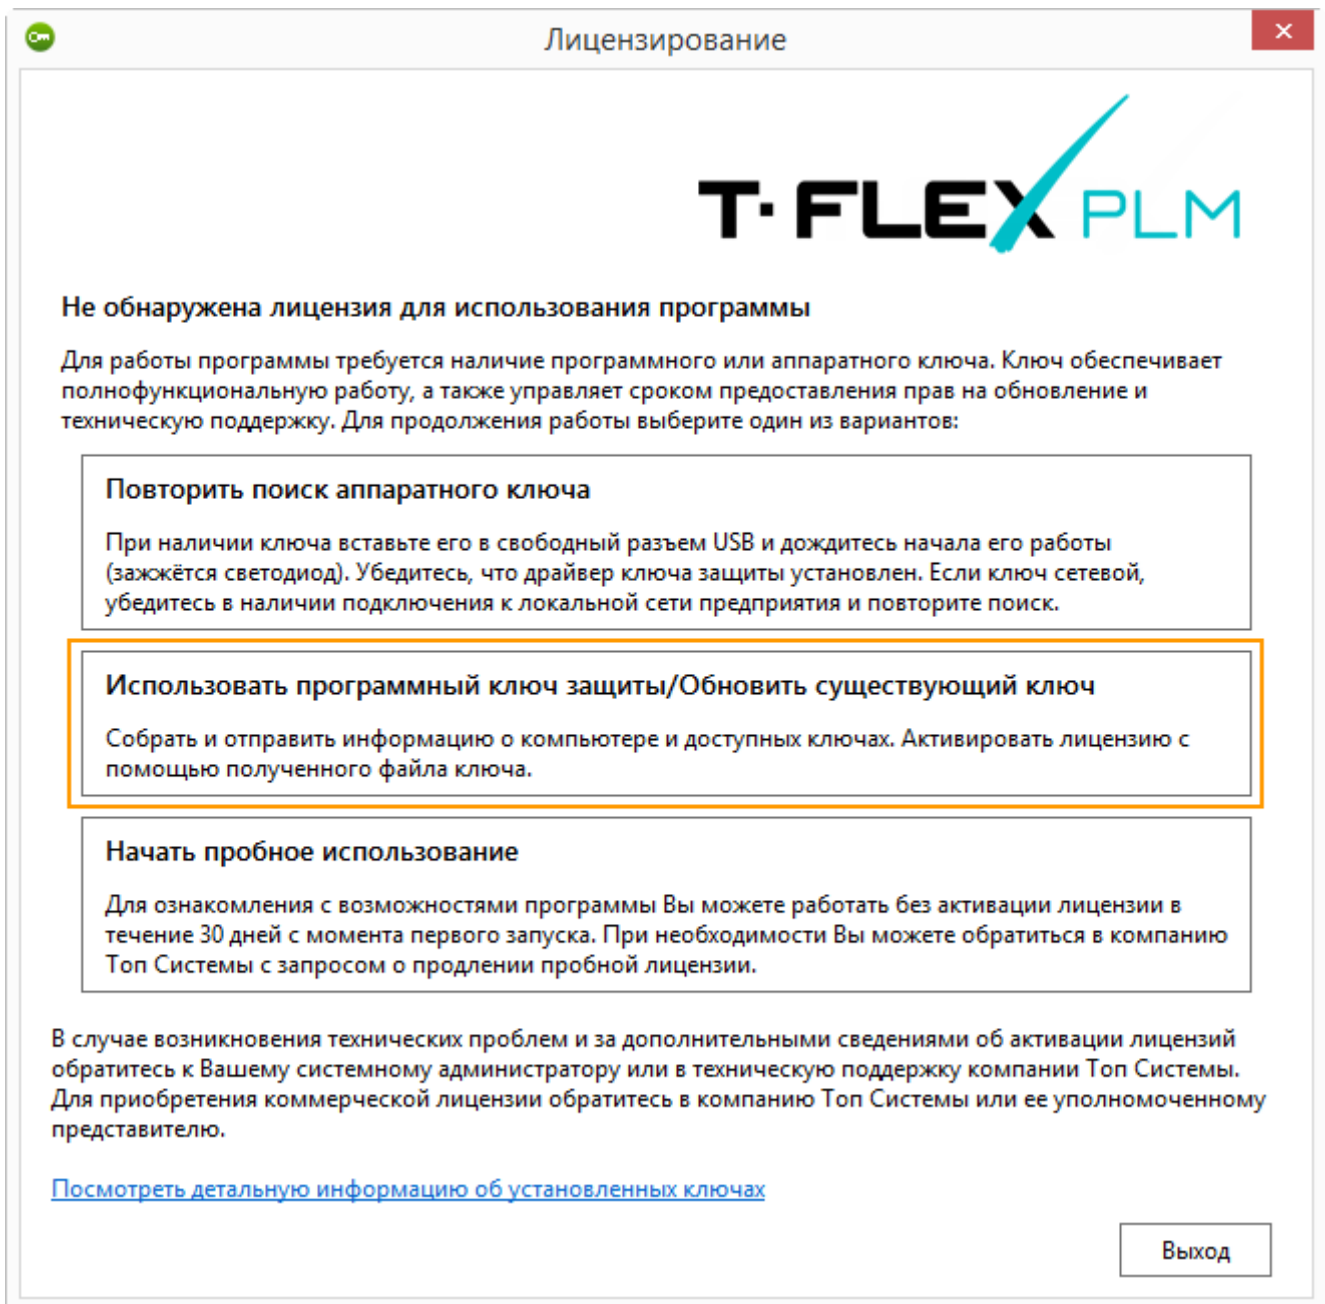 Лицензирование
T·FLEX PLM
Не обнаружена лицензия для использования программы
Для работы программы требуется наличие программного или аппаратного ключа. Ключ обеспечивает
полнофункциональную работу, а также управляет сроком предоставления прав на обновление и
техническую поддержку. Для продолжения работы выберите один из вариантов:
Повторить поиск аппаратного ключа
При наличии ключа вставьте его в свободный разъем USB и дождитесь начала его работы
(зажжётся светодиод). Убедитесь, что драйвер ключа защиты установлен. Если ключ сетевой,
убедитесь в наличии подключения к локальной сети предприятия и повторите поиск.
Использовать программный ключ защиты/Обновить существующий ключ
Собрать и отправить информацию о компьютере и доступных ключах. Активировать лицензию с
помощью полученного файла ключа.
Начать пробное использование
Для ознакомления с возможностями программы Вы можете работать без активации лицензии в
течение 30 дней с момента первого запуска. При необходимости Вы можете обратиться в компанию
Топ Системы с запросом о продлении пробной лицензии.
В случае возникновения технических проблем и за дополнительными сведениями об активации лицензий
обратитесь к Вашему системному администратору или в техническую поддержку компании Топ Системы.
Для приобретения коммерческой лицензии обратитесь в компанию Топ Системы или ее уполномоченному
представителю.
Посмотреть детальную информацию об установленных ключах
Выход